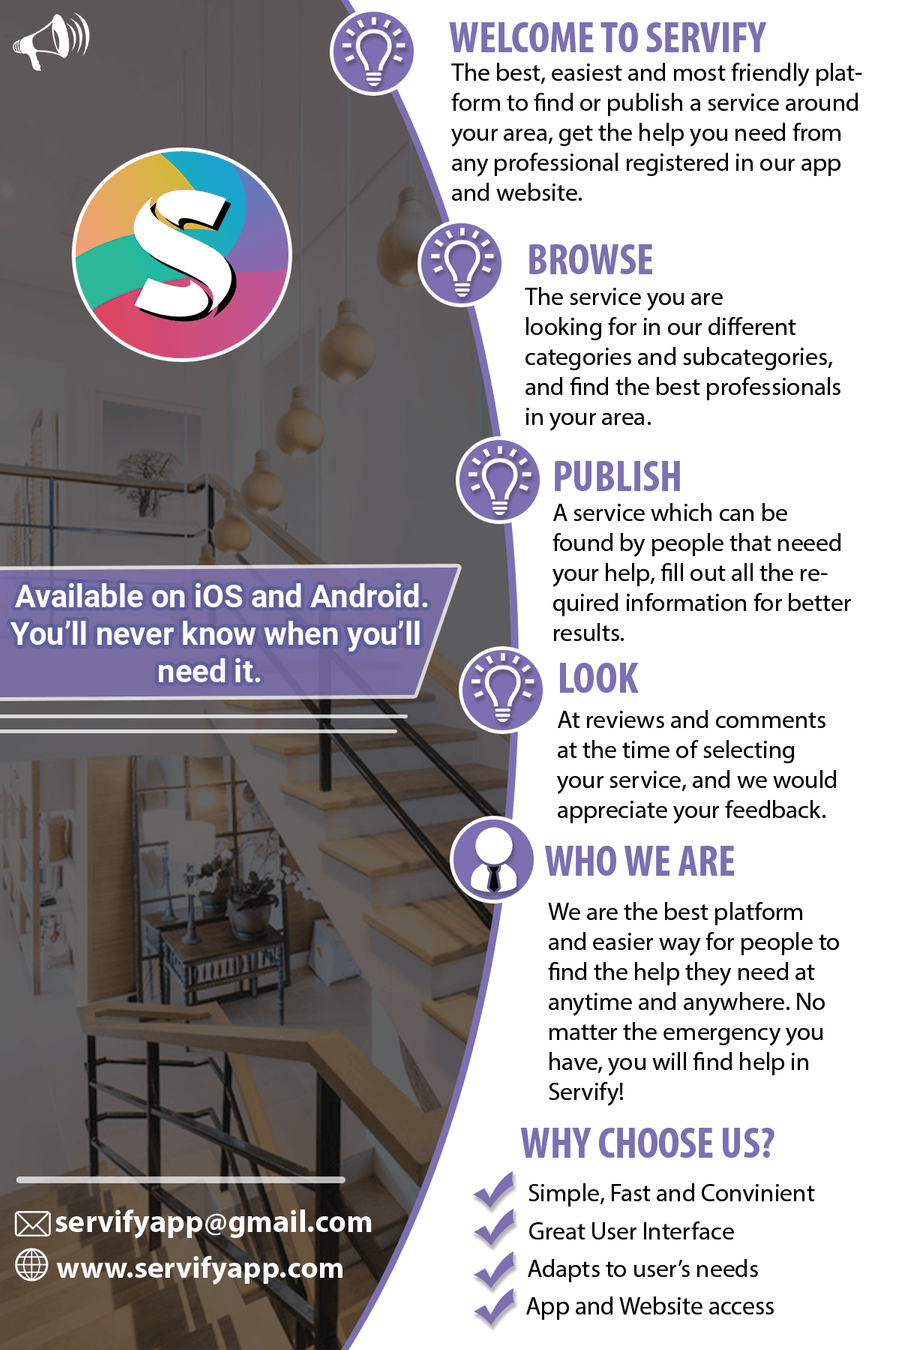 WELCOME TO SERVIFY
The best, easiest and most friendly plat-
form to find or publish a service around
your area, get the help you need from
any professional registered in our app
and website.
S
BROWSE
The service you are
looking for in our different
categories and subcategories,
and find the best professionals
in your area.
PUBLISH
A service which can be
found by people that neeed
your help, fill out all the re-
quired information for better
results.
Available on iOS and Android.
You'll never know when you'll
need it.
LOOK
At reviews and comments
at the time of selecting
your service, and we would
appreciate your feedback.
WHO WE ARE
We are the best platform
and easier way for people to
find the help they need at
anytime and anywhere. No
matter the emergency you
have, you will find help in
Servify!
WHY CHOOSE US?
Simple, Fast and Convinient
Great User Interface
Adapts to user's needs
App and Website access
servifyapp@gmail.com
www.servifyapp.com